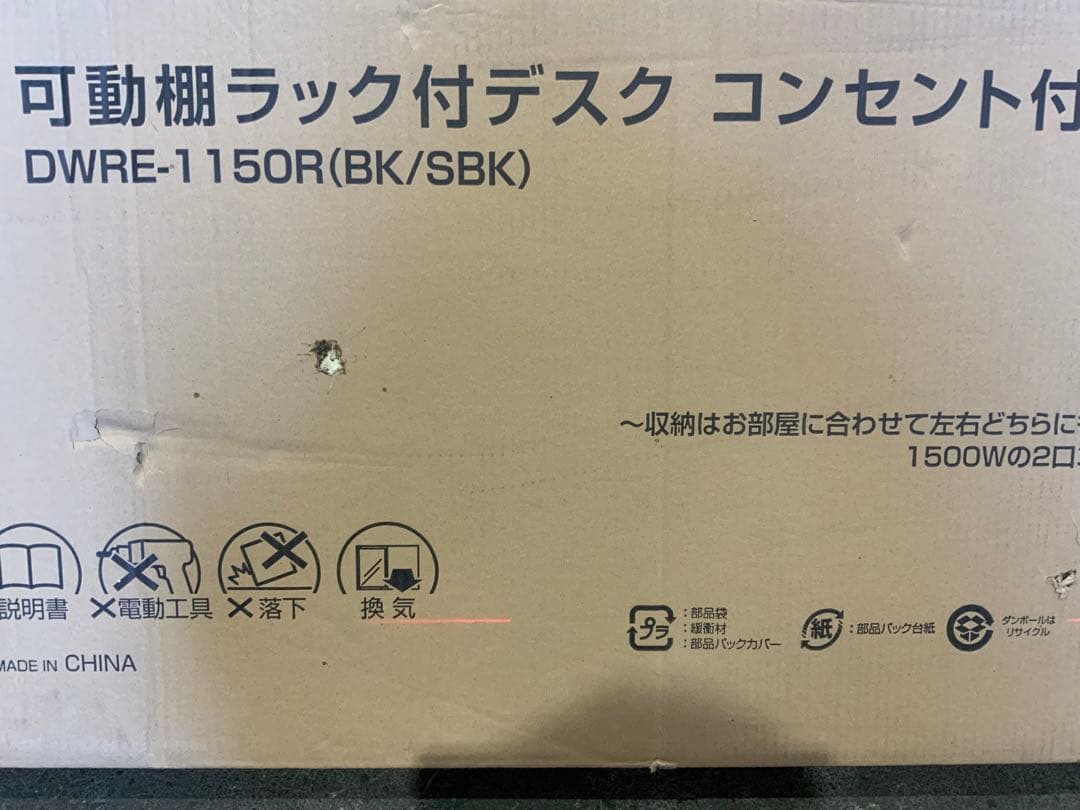 可動棚ラック付デスク コンセント付
DWRE-1150R(BK/SBK)
～収納はお部屋に合わせて左右どちらに
1500Wの2口
説明書
×電動工具
×落下
換気
プラ
:部品袋
:緩衝材
:部品パックカバー
紙
:部品パック台紙
ダンボールは
リサイクル
MADE IN CHINA